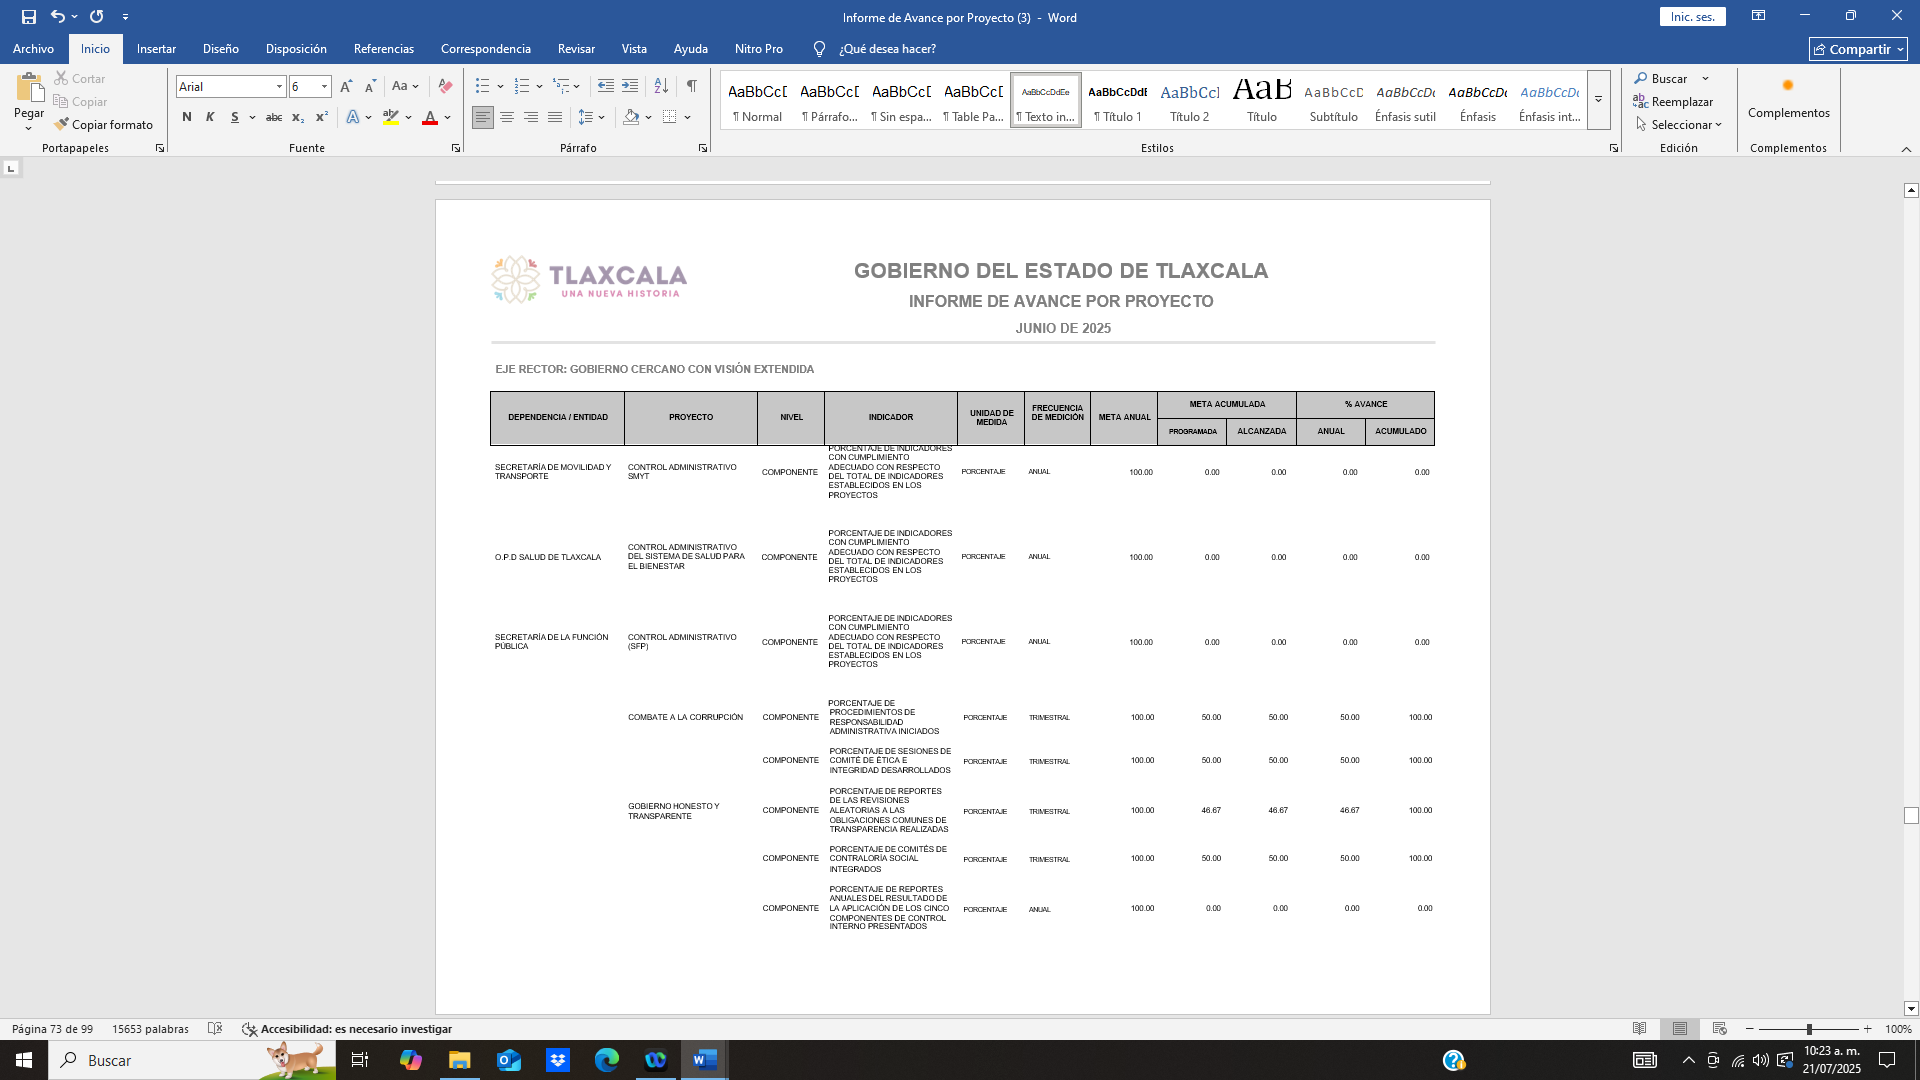 Informe de Avance por Proyecto (3) - Word
Inic. ses.
Archivo Inicio Insertar Diseño Disposición Referencias Correspondencia Revisar Vista Ayuda Nitro Pro ¿Qué desea hacer? Compartir
Pegar
Cortar
Copiar
Copiar formato
Portapapeles
Arial 6
Aa
N K S abc x₂ x²
Fuente
Párrafo
AaBbCcD AaBbCcD AaBbCcD AaBbCcD AaBbCcDdEe AaBbCcDdE AaBbCcI AaB AaBbCcD AaBbCcDc AaBbCcDc AaBbCcDc
¶ Normal ¶ Párrafo... ¶ Sin espa... ¶ Table Pa... ¶ Texto in... ¶ Título 1 Título 2 Título Subtítulo Énfasis sutil Énfasis Énfasis int...
Estilos
Buscar
Reemplazar
Seleccionar
Edición
Complementos
Complementos
TLAXCALA
UNA NUEVA HISTORIA
GOBIERNO DEL ESTADO DE TLAXCALA
INFORME DE AVANCE POR PROYECTO
JUNIO DE 2025
EJE RECTOR: GOBIERNO CERCANO CON VISIÓN EXTENDIDA
DEPENDENCIA / ENTIDAD PROYECTO NIVEL INDICADOR UNIDAD DE MEDIDA FRECUENCIA DE MEDICIÓN META ANUAL META ACUMULADA % AVANCE
PROGRAMADA ALCANZADA ANUAL ACUMULADO
SECRETARÍA DE MOVILIDAD Y TRANSPORTE CONTROL ADMINISTRATIVO SMYT COMPONENTE PORCENTAJE DE INDICADORES CON CUMPLIMIENTO ADECUADO CON RESPECTO DEL TOTAL DE INDICADORES ESTABLECIDOS EN LOS PROYECTOS PORCENTAJE ANUAL 100.00 0.00 0.00 0.00 0.00
O.P.D SALUD DE TLAXCALA CONTROL ADMINISTRATIVO DEL SISTEMA DE SALUD PARA EL BIENESTAR COMPONENTE PORCENTAJE DE INDICADORES CON CUMPLIMIENTO ADECUADO CON RESPECTO DEL TOTAL DE INDICADORES ESTABLECIDOS EN LOS PROYECTOS PORCENTAJE ANUAL 100.00 0.00 0.00 0.00 0.00
SECRETARÍA DE LA FUNCIÓN PÚBLICA CONTROL ADMINISTRATIVO (SFP) COMPONENTE PORCENTAJE DE INDICADORES CON CUMPLIMIENTO ADECUADO CON RESPECTO DEL TOTAL DE INDICADORES ESTABLECIDOS EN LOS PROYECTOS PORCENTAJE ANUAL 100.00 0.00 0.00 0.00 0.00
COMBATE A LA CORRUPCIÓN COMPONENTE PORCENTAJE DE PROCEDIMIENTOS DE RESPONSABILIDAD ADMINISTRATIVA INICIADOS PORCENTAJE TRIMESTRAL 100.00 50.00 50.00 50.00 100.00
COMPONENTE PORCENTAJE DE SESIONES DE COMITÉ DE ÉTICA E INTEGRIDAD DESARROLLADOS PORCENTAJE TRIMESTRAL 100.00 50.00 50.00 50.00 100.00
GOBIERNO HONESTO Y TRANSPARENTE COMPONENTE PORCENTAJE DE REPORTES DE LAS REVISIONES ALEATORIAS A LAS OBLIGACIONES COMUNES DE TRANSPARENCIA REALIZADAS PORCENTAJE TRIMESTRAL 100.00 46.67 46.67 46.67 100.00
COMPONENTE PORCENTAJE DE COMITÉS DE CONTRALORÍA SOCIAL INTEGRADOS PORCENTAJE TRIMESTRAL 100.00 50.00 50.00 50.00 100.00
COMPONENTE PORCENTAJE DE REPORTES ANUALES DEL RESULTADO DE LA APLICACIÓN DE LOS CINCO COMPONENTES DE CONTROL INTERNO PRESENTADOS PORCENTAJE ANUAL 100.00 0.00 0.00 0.00 0.00
Página 73 de 99 15653 palabras Accesibilidad: es necesario investigar 100%
Buscar
10:23 a. m.
21/07/2025